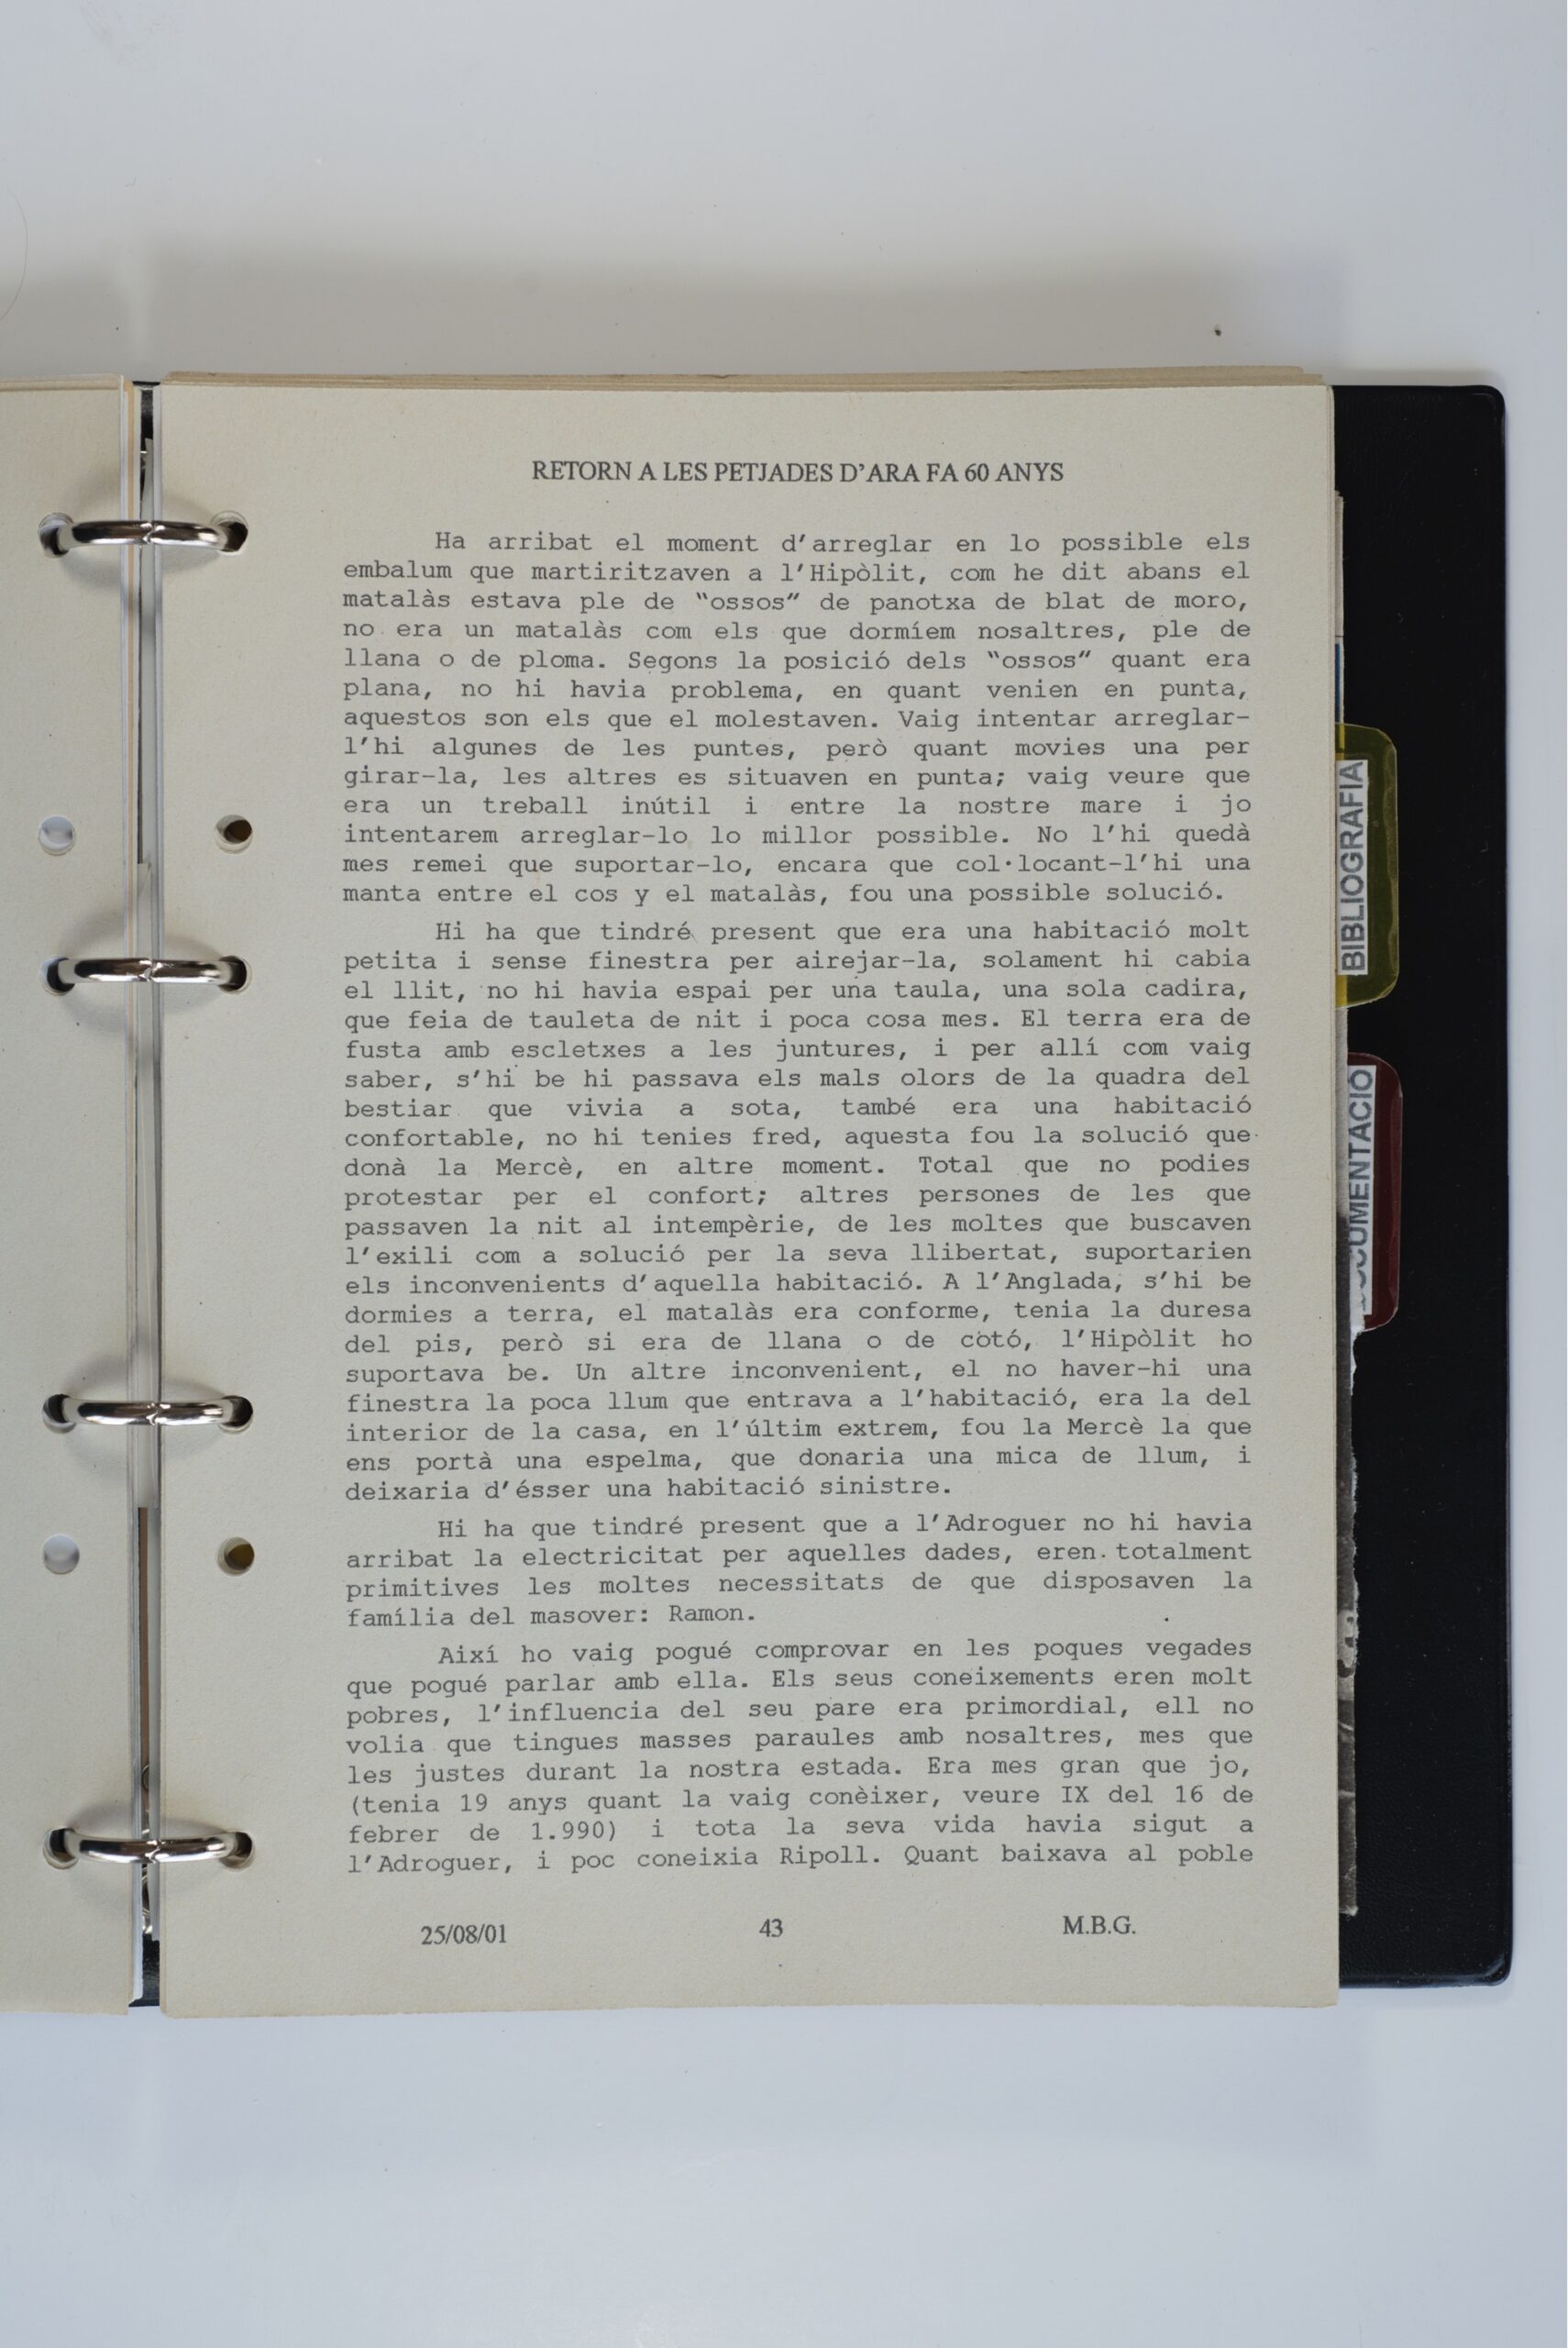 RETORN A LES PETJADES D'ARA FA 60 ANYS
Ha arribat el moment d'arreglar en lo possible els
embalum que martiritzaven a l'Hipòlit, com he dit abans el
matalàs estava ple de "ossos" de panotxa de blat de moro,
no era un matalàs com els que dormíem nosaltres, ple de
llana o de ploma. Segons la posició dels "ossos" quant era
plana, no hi havia problema, en quant venien en punta,
aquestos son els que el molestaven. Vaig intentar arreglar-
l'hi algunes de les puntes, però quant movies una per
girar-la, les altres es situaven en punta; vaig veure que
era un treball inútil i entre la nostre mare i jo
intentarem arreglar-lo lo millor possible. No l'hi quedà
mes remei que suportar-lo, encara que col·locant-l'hi una
manta entre el cos y el matalàs, fou una possible solució.
Hi ha que tindré present que era una habitació molt
petita i sense finestra per airejar-la, solament hi cabia
el llit, no hi havia espai per una taula, una sola cadira,
que feia de tauleta de nit i poca cosa mes. El terra era de
fusta amb escletxes a les juntures, i per allí com vaig
saber, s'hi be hi passava els mals olors de la quadra del
bestiar que vivia a sota, també era una habitació
confortable, no hi tenies fred, aquesta fou la solució que
donà la Mercè, en altre moment. Total que no podies
protestar per el confort; altres persones de les que
passaven la nit al intempèrie, de les moltes que buscaven
l'exili com a solució per la seva llibertat, suportarien
els inconvenients d'aquella habitació. A l'Anglada, s'hi be
dormies a terra, el matalàs era conforme, tenia la duresa
del pis, però si era de llana o de cotó, l'Hipòlit ho
suportava be. Un altre inconvenient, el no haver-hi una
finestra la poca llum que entrava a l'habitació, era la del
interior de la casa, en l'últim extrem, fou la Mercè la que
ens portà una espelma, que donaria una mica de llum, i
deixaria d'ésser una habitació sinistre.
Hi ha que tindré present que a l'Adroguer no hi havia
arribat la electricitat per aquelles dades, eren totalment
primitives les moltes necessitats de que disposaven la
família del masover: Ramon.
Així ho vaig pogué comprovar en les poques vegades
que pogué parlar amb ella. Els seus coneixements eren molt
pobres, l'influencia del seu pare era primordial, ell no
volia que tingues masses paraules amb nosaltres, mes que
les justes durant la nostra estada. Era mes gran que jo,
(tenia 19 anys quant la vaig conèixer, veure IX del 16 de
febrer de 1.990) i tota la seva vida havia sigut a
l'Adroguer, i poc coneixia Ripoll. Quant baixava al poble
25/08/01 43 M.B.G.
BIBLIOGRAFIA
DOCUMENTACIO